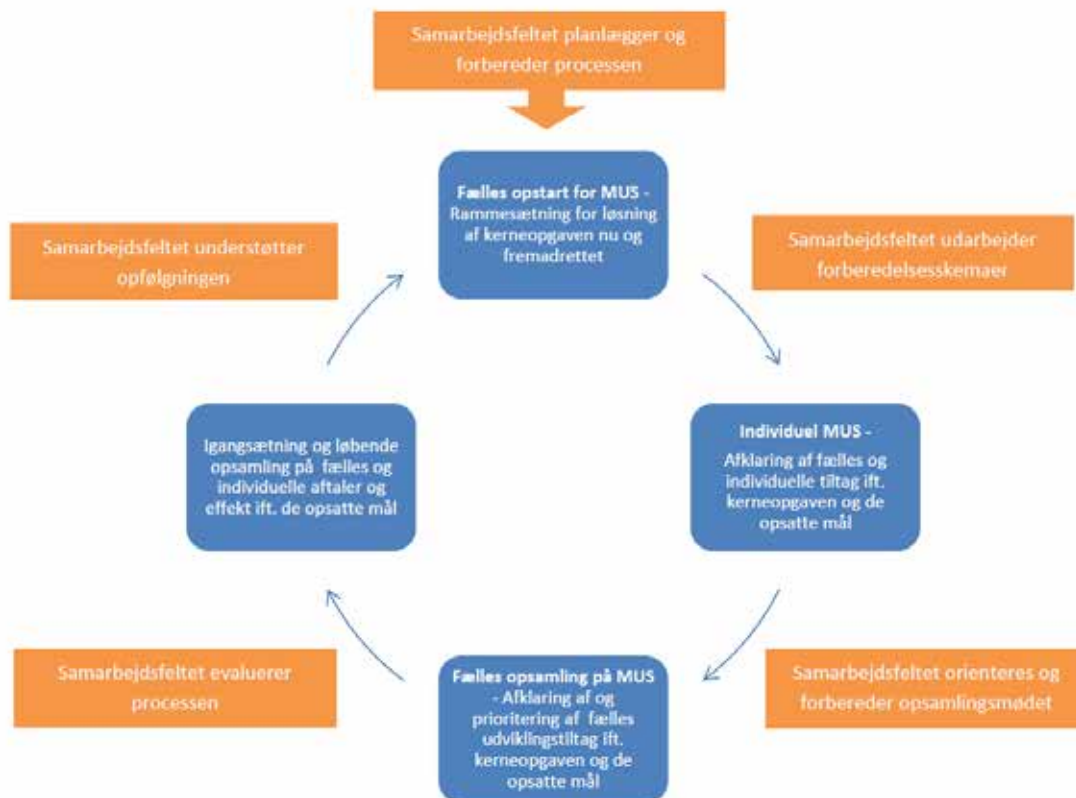 Samarbejdsfeltet planlægger og
forbereder processen
Fælles opstart for MUS -
Rammesætning for løsning
af kerneopgaven nu og
fremadrettet
Samarbejdsfeltet understøtter
opfølgningen
Samarbejdsfeltet udarbejder
forberedelsesskemaer
Igangsætning og løbende
opsamling på fælles og
individuelle aftaler og
effekt ift. de opsatte mål
Individuel MUS -
Afklaring af fælles og
individuelle tiltag ift.
kerneopgaven og de
opsatte mål
Samarbejdsfeltet evaluerer
processen
Fælles opsamling på MUS
- Afklaring af og
prioritering af fælles
udviklingstiltag ift.
kerneopgaven og de
opsatte mål
Samarbejdsfeltet orienteres og
forbereder opsamlingsmødet